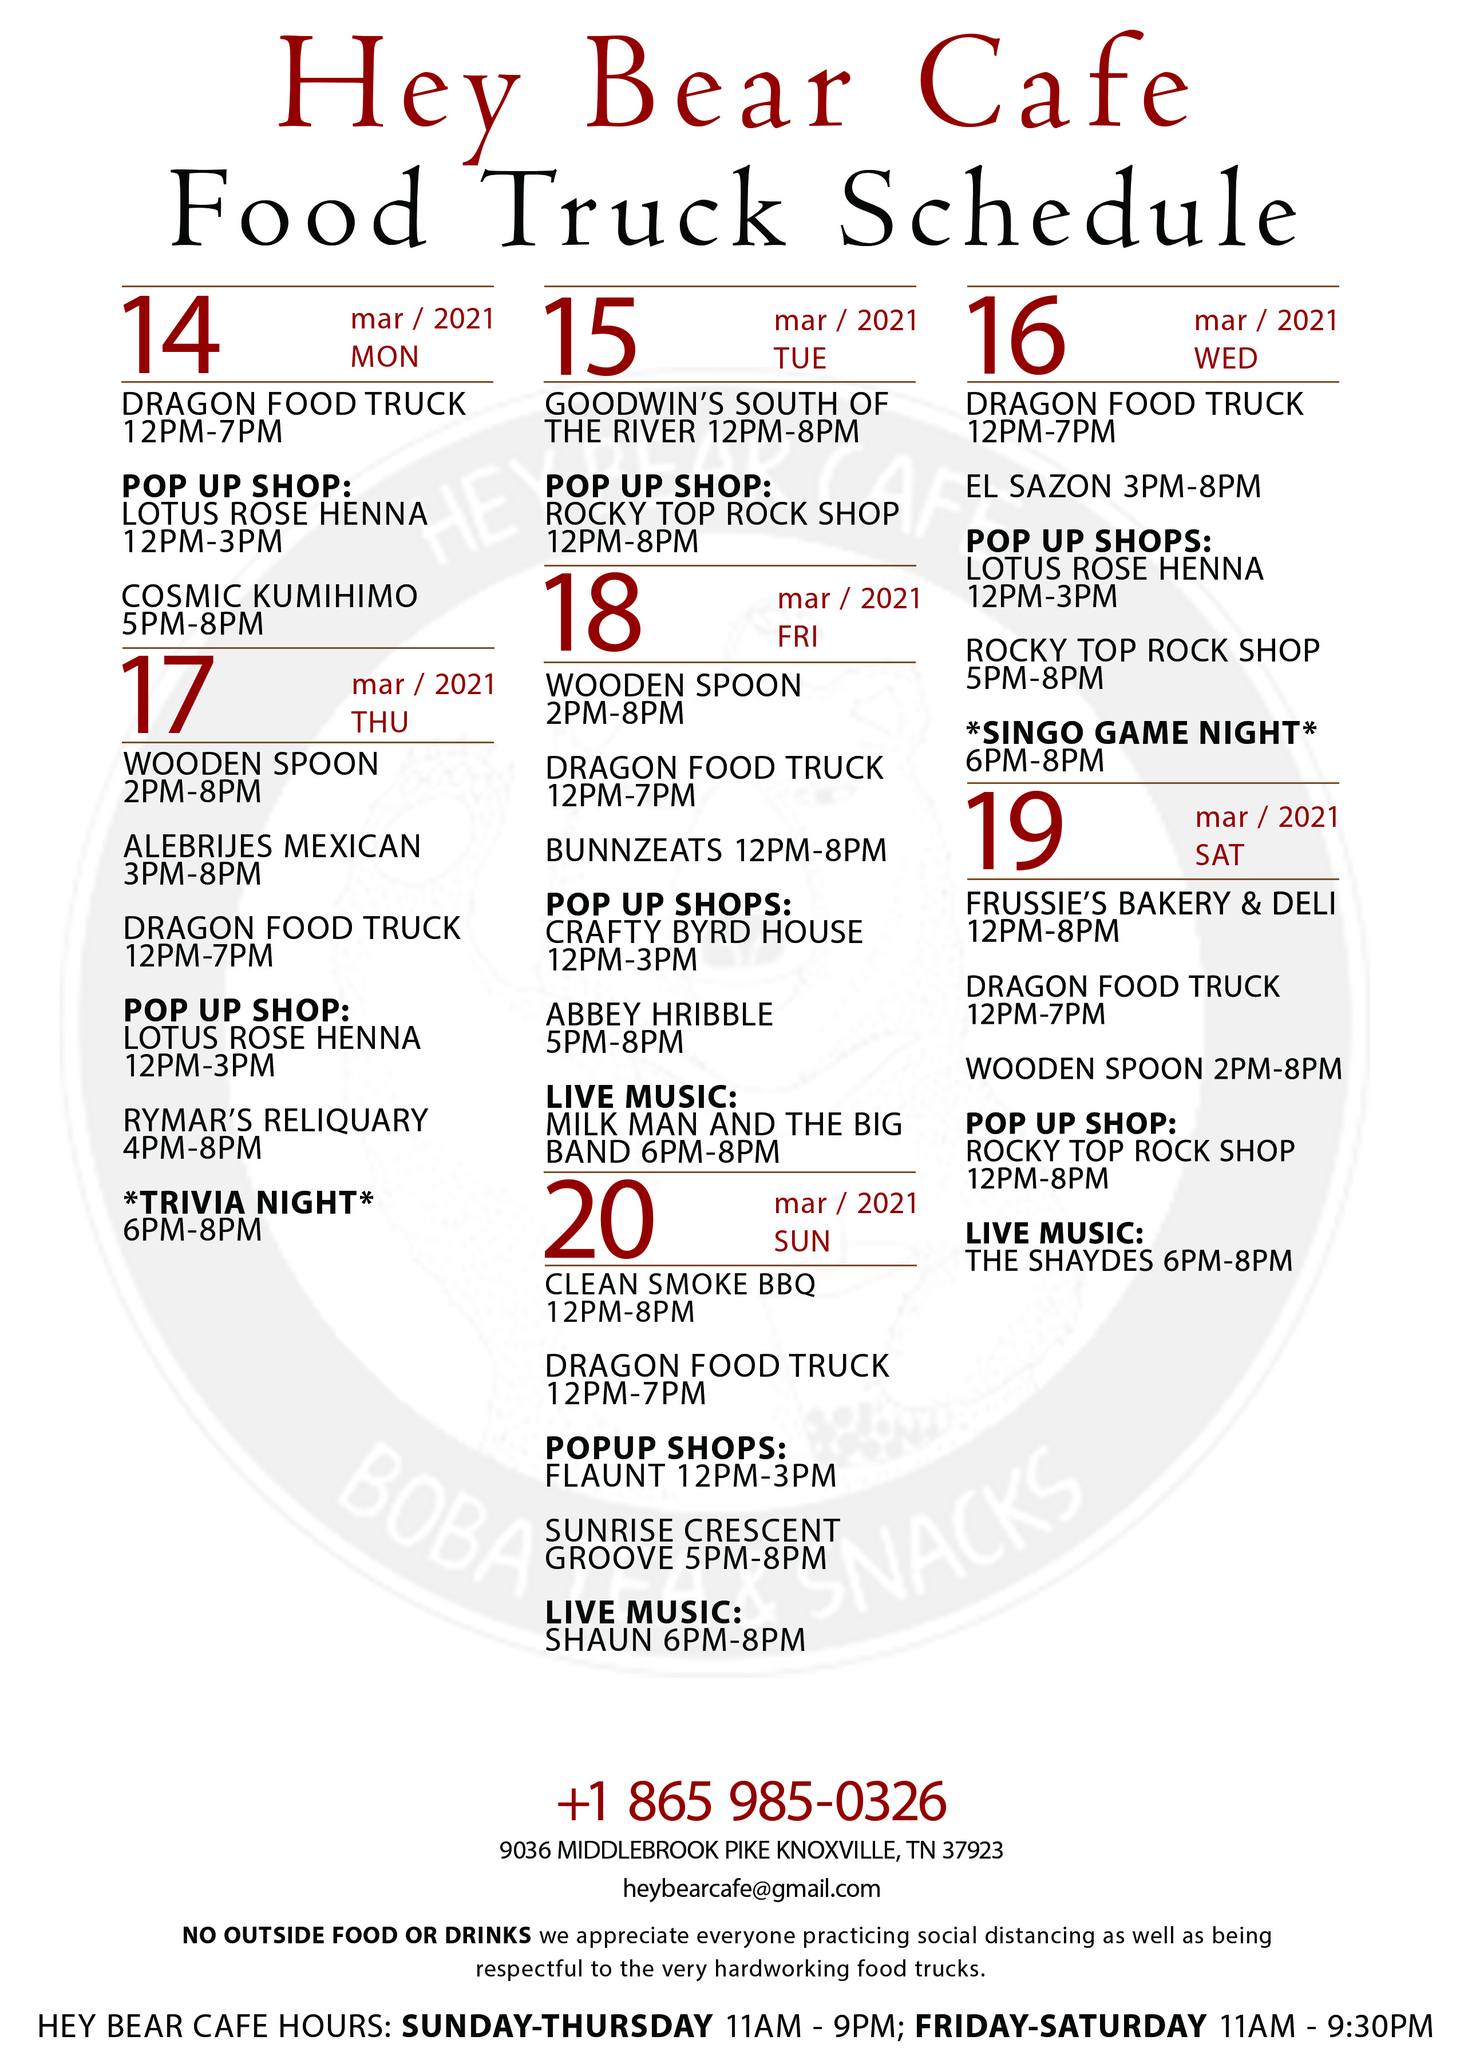 Hey Bear Cafe
Food Truck Schedule
14
mar / 2021
MON
DRAGON FOOD TRUCK
12PM-7PM
POP UP SHOP:
LOTUS ROSE HENNA
12PM-3PM
COSMIC KUMIHIMO
5PM-8PM
15
mar / 2021
TUE
GOODWIN'S SOUTH OF
THE RIVER 12PM-8PM
POP UP SHOP:
ROCKY TOP ROCK SHOP
12PM-8PM
16
mar / 2021
WED
DRAGON FOOD TRUCK
12PM-7PM
EL SAZON 3PM-8PM
POP UP SHOPS:
LOTUS ROSE HENNA
12PM-3PM
ROCKY TOP ROCK SHOP
5PM-8PM
*SINGO GAME NIGHT*
6PM-8PM
17
mar / 2021
THU
WOODEN SPOON
2PM-8PM
ALEBRIJES MEXICAN
3PM-8PM
DRAGON FOOD TRUCK
12PM-7PM
POP UP SHOP:
LOTUS ROSE HENNA
12PM-3PM
RYMAR'S RELIQUARY
4PM-8PM
*TRIVIA NIGHT*
6PM-8PM
18
mar / 2021
FRI
WOODEN SPOON
2PM-8PM
DRAGON FOOD TRUCK
12PM-7PM
BUNNZEATS 12PM-8PM
POP UP SHOPS:
CRAFTY BYRD HOUSE
12PM-3PM
ABBEY HRIBBLE
5PM-8PM
LIVE MUSIC:
MILK MAN AND THE BIG
BAND 6PM-8PM
19
mar / 2021
SAT
FRUSSIE'S BAKERY & DELI
12PM-8PM
DRAGON FOOD TRUCK
12PM-7PM
WOODEN SPOON 2PM-8PM
POP UP SHOP:
ROCKY TOP ROCK SHOP
12PM-8PM
LIVE MUSIC:
THE SHAYDES 6PM-8PM
20
mar / 2021
SUN
CLEAN SMOKE BBQ
12PM-8PM
DRAGON FOOD TRUCK
12PM-7PM
POPUP SHOPS:
FLAUNT 12PM-3PM
SUNRISE CRESCENT
GROOVE 5PM-8PM
LIVE MUSIC:
SHAUN 6PM-8PM
HEY BEAR CAFE
BOBA TEA & SNACKS
+1 865 985-0326
9036 MIDDLEBROOK PIKE KNOXVILLE, TN 37923
heybearcafe@gmail.com
NO OUTSIDE FOOD OR DRINKS we appreciate everyone practicing social distancing as well as being
respectful to the very hardworking food trucks.
HEY BEAR CAFE HOURS: SUNDAY-THURSDAY 11AM - 9PM; FRIDAY-SATURDAY 11AM - 9:30PM